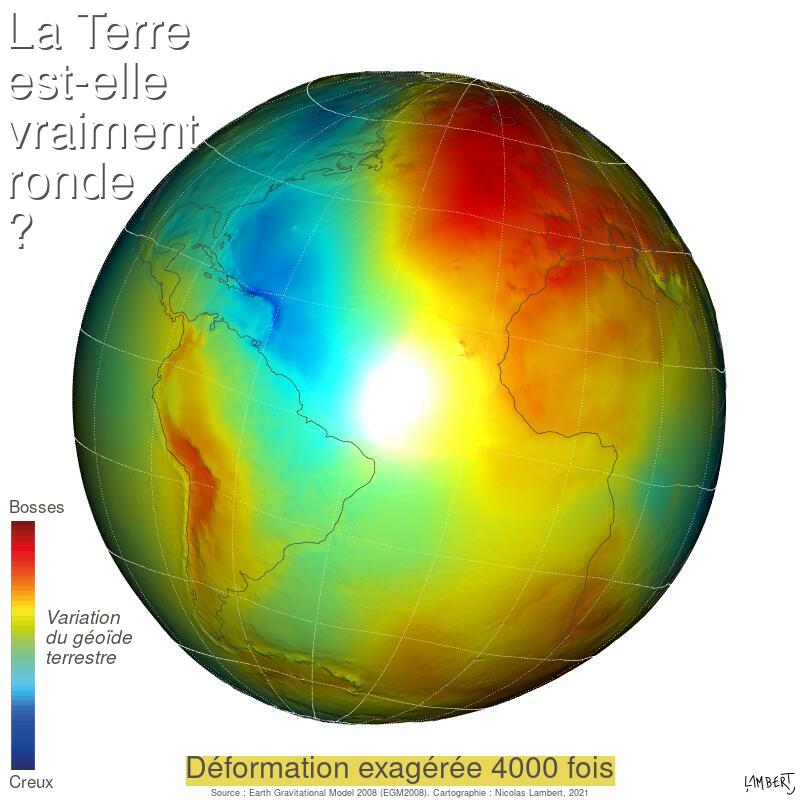 La Terre
est-elle
vraiment
ronde
?
Bosses
Variation
du géoïde
terrestre
Creux
Déformation exagérée 4000 fois
Source : Earth Gravitational Model 2008 (EGM2008). Cartographie : Nicolas Lambert, 2021
LAMBERT